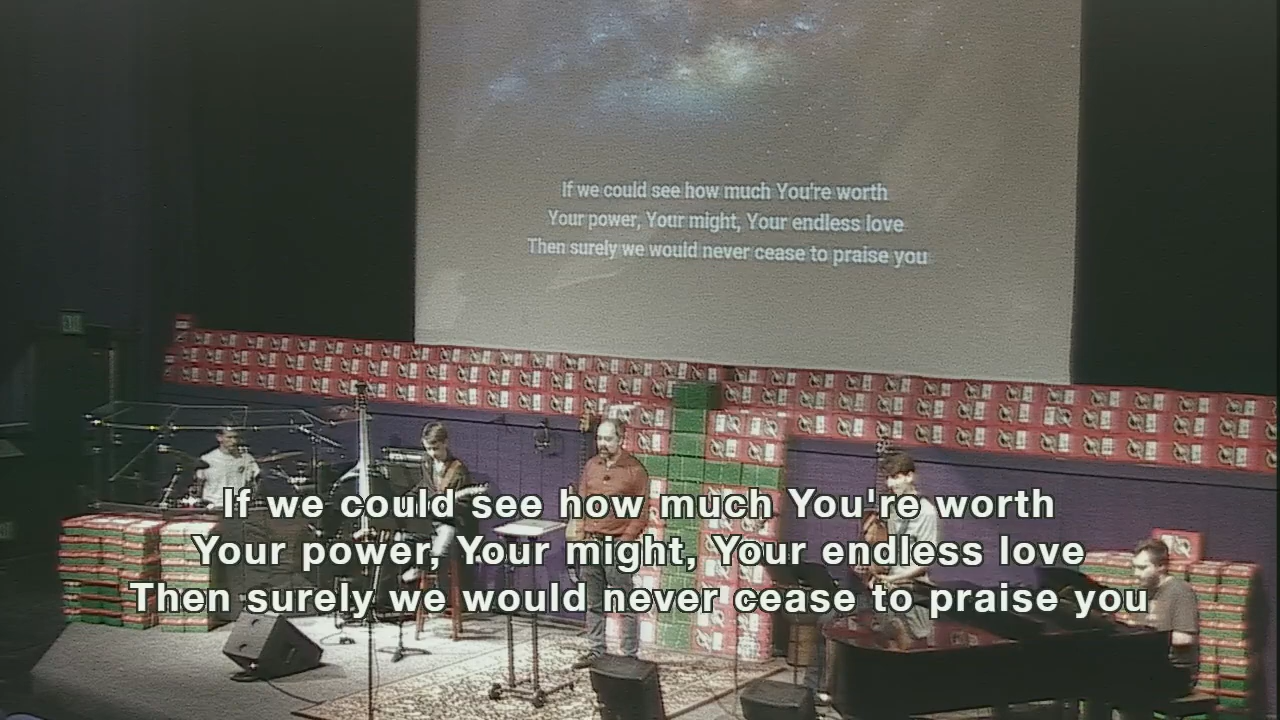 If we could see how much You're worth
Your power, Your might, Your endless love
Then surely we would never cease to praise you
If we could see how much You're worth
Your power, Your might, Your endless love
Then surely we would never cease to praise you